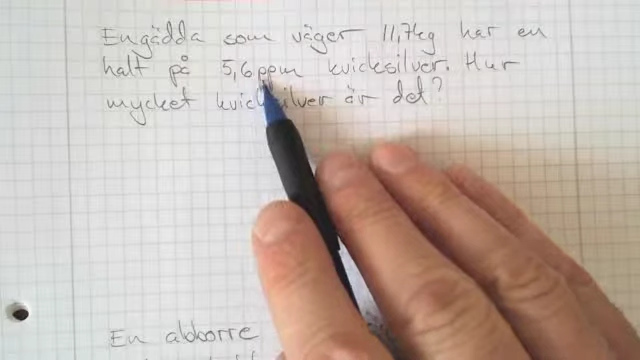 En gädda som väger 11,7kg har en
halt på 5,6ppm kvicksilver. Hur
mycket kvicksilver är det?
En abborre